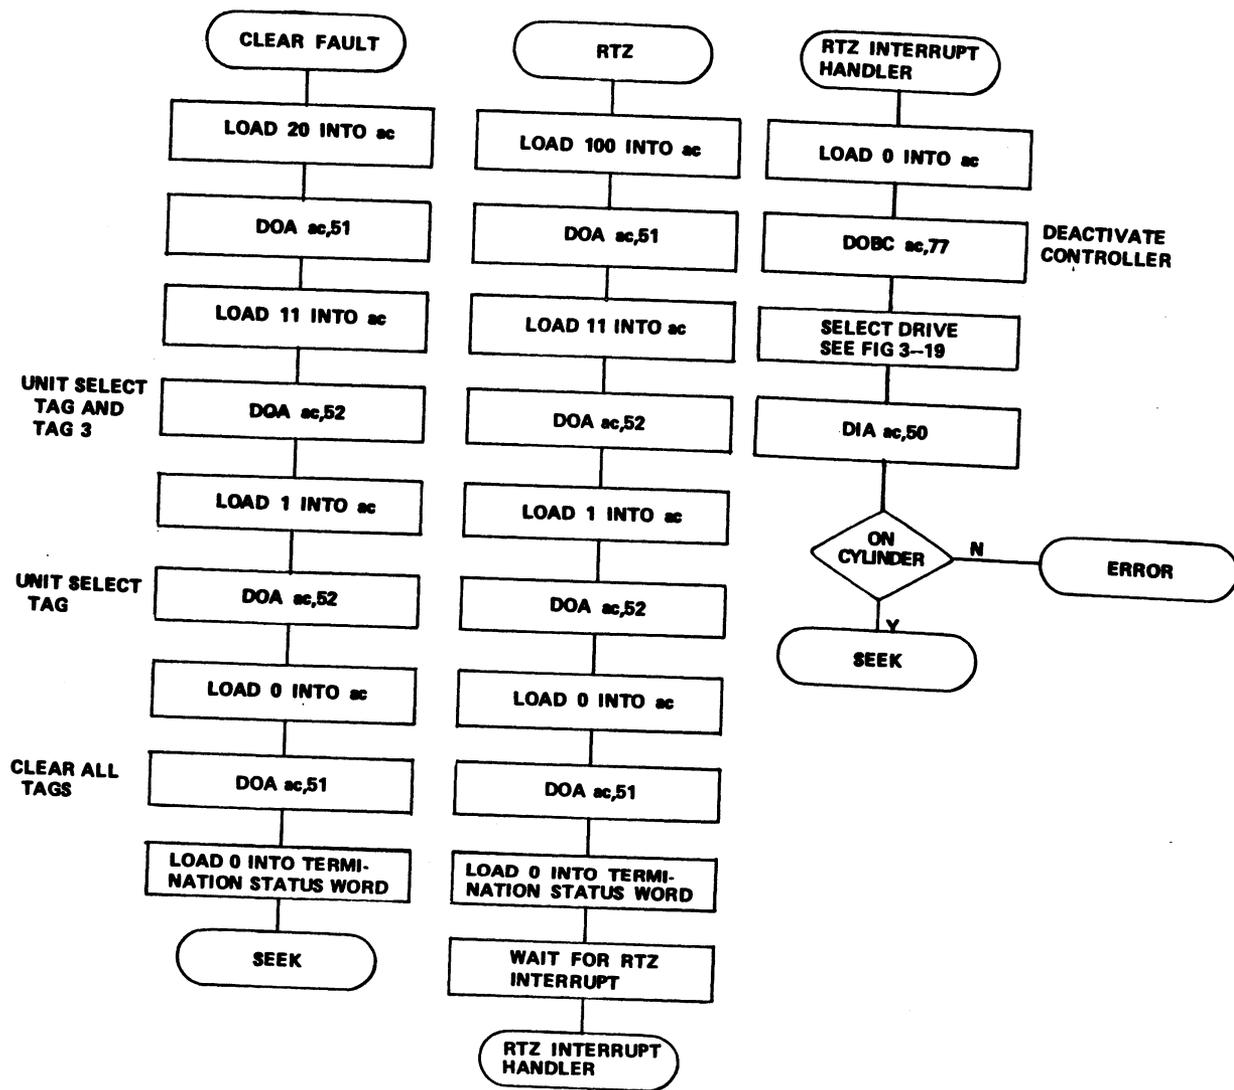 CLEAR FAULT
LOAD 20 INTO ac
DOA ac,51
LOAD 11 INTO ac
UNIT SELECT
TAG AND
TAG 3
DOA ac,52
LOAD 1 INTO ac
UNIT SELECT
TAG
DOA ac,52
LOAD 0 INTO ac
CLEAR ALL
TAGS
DOA ac,51
LOAD 0 INTO TERMI-
NATION STATUS WORD
SEEK
RTZ
LOAD 100 INTO ac
DOA ac,51
LOAD 11 INTO ac
DOA ac,52
LOAD 1 INTO ac
DOA ac,52
LOAD 0 INTO ac
DOA ac,51
LOAD 0 INTO TERMI-
NATION STATUS WORD
WAIT FOR RTZ
INTERRUPT
RTZ INTERRUPT
HANDLER
RTZ INTERRUPT
HANDLER
LOAD 0 INTO ac
DOBC ac,77
DEACTIVATE
CONTROLLER
SELECT DRIVE
SEE FIG 3--19
DIA ac,50
ON
CYLINDER
N
ERROR
Y
SEEK